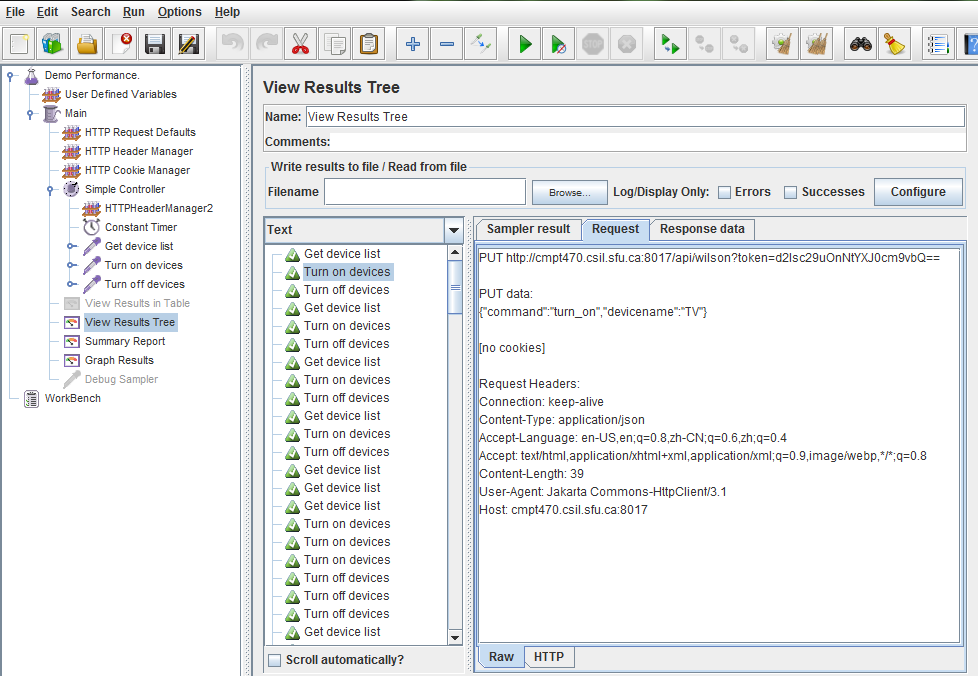 File Edit Search Run Options Help
Demo Performance.
User Defined Variables
Main
HTTP Request Defaults
HTTP Header Manager
HTTP Cookie Manager
Simple Controller
HTTPHeaderManager2
Constant Timer
Get device list
Turn on devices
Turn off devices
View Results in Table
View Results Tree
Summary Report
Graph Results
Debug Sampler
WorkBench
View Results Tree
Name: View Results Tree
Comments:
Write results to file / Read from file
Filename Browse... Log/Display Only: Errors Successes Configure
Text
Get device list
Turn on devices
Turn off devices
Get device list
Turn on devices
Turn off devices
Get device list
Turn on devices
Turn off devices
Get device list
Turn on devices
Turn off devices
Get device list
Get device list
Get device list
Turn on devices
Turn on devices
Turn on devices
Turn off devices
Turn off devices
Turn off devices
Get device list
Scroll automatically?
Sampler result Request Response data
PUT http://cmpt470.csil.sfu.ca:8017/api/wilson?token=d2lsc29uOnNtYXJ0cm9vbQ==
PUT data:
{"command":"turn_on","devicename":"TV"}
[no cookies]
Request Headers:
Connection: keep-alive
Content-Type: application/json
Accept-Language: en-US,en;q=0.8,zh-CN;q=0.6,zh;q=0.4
Accept: text/html,application/xhtml+xml,application/xml;q=0.9,image/webp,*/*;q=0.8
Content-Length: 39
User-Agent: Jakarta Commons-HttpClient/3.1
Host: cmpt470.csil.sfu.ca:8017
Raw HTTP